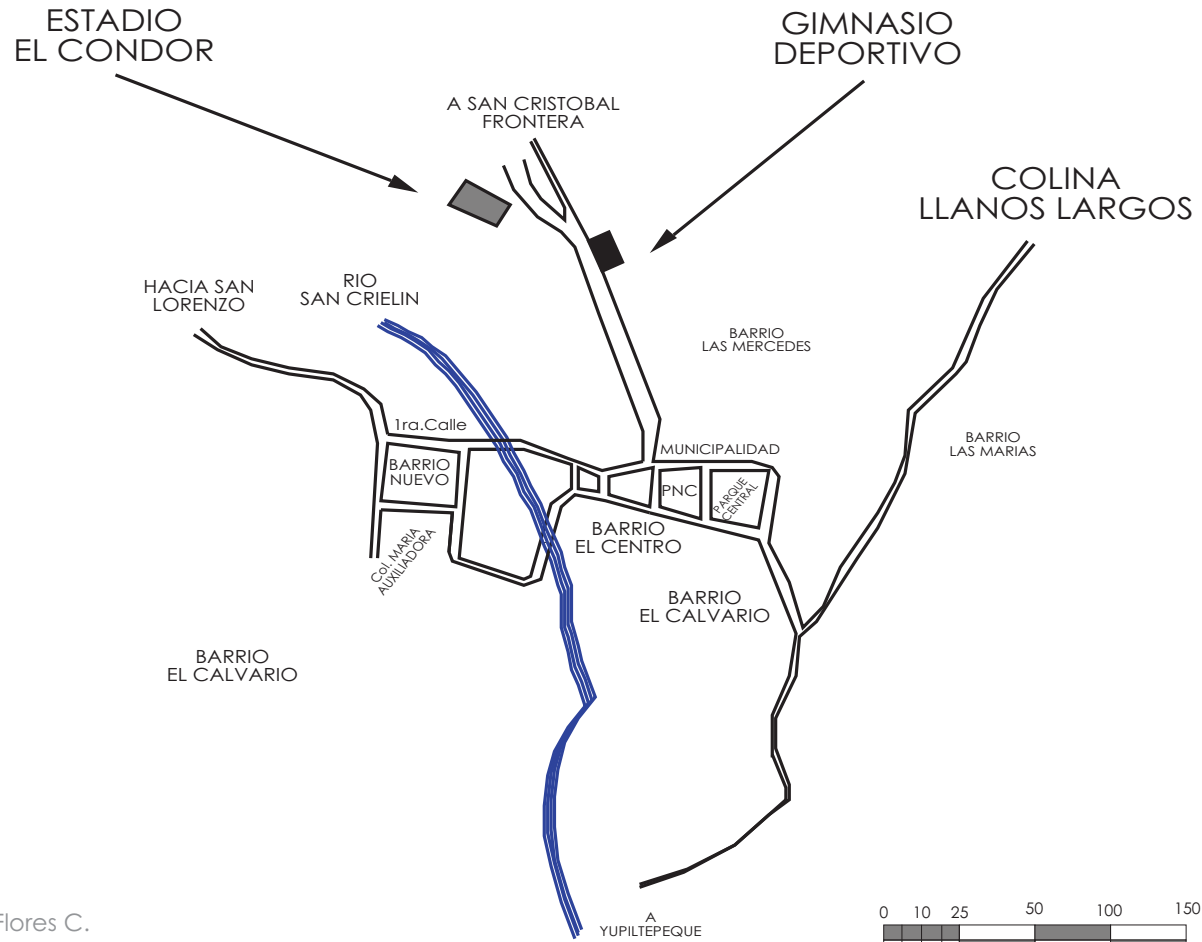 ESTADIO
EL CONDOR
GIMNASIO
DEPORTIVO
A SAN CRISTOBAL
FRONTERA
COLINA
LLANOS LARGOS
HACIA SAN
LORENZO
RIO
SAN CRIELIN
BARRIO
LAS MERCEDES
1ra.Calle
MUNICIPALIDAD
BARRIO
LAS MARIAS
BARRIO
NUEVO
PNC
PARQUE
CENTRAL
BARRIO
EL CENTRO
Col. MARIA
AUXILIADORA
BARRIO
EL CALVARIO
BARRIO
EL CALVARIO
A
YUPILTEPEQUE
Flores C.
0 10 25 50 100 150